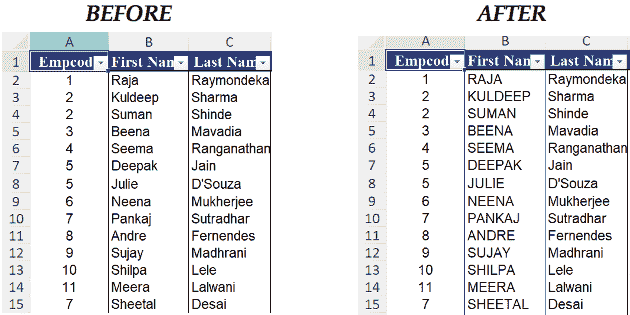 BEFORE AFTER
A B C A B C
1 Empcod First Nam Last Nam 1 Empcod First Nam Last Nam
2 1 Raja Raymondeka 2 1 RAJA Raymondeka
3 2 Kuldeep Sharma 3 2 KULDEEP Sharma
4 2 Suman Shinde 4 2 SUMAN Shinde
5 3 Beena Mavadia 5 3 BEENA Mavadia
6 4 Seema Ranganathan 6 4 SEEMA Ranganathan
7 5 Deepak Jain 7 5 DEEPAK Jain
8 5 Julie D'Souza 8 5 JULIE D'Souza
9 6 Neena Mukherjee 9 6 NEENA Mukherjee
10 7 Pankaj Sutradhar 10 7 PANKAJ Sutradhar
11 8 Andre Fernendes 11 8 ANDRE Fernendes
12 9 Sujay Madhrani 12 9 SUJAY Madhrani
13 10 Shilpa Lele 13 10 SHILPA Lele
14 11 Meera Lalwani 14 11 MEERA Lalwani
15 7 Sheetal Desai 15 7 SHEETAL Desai